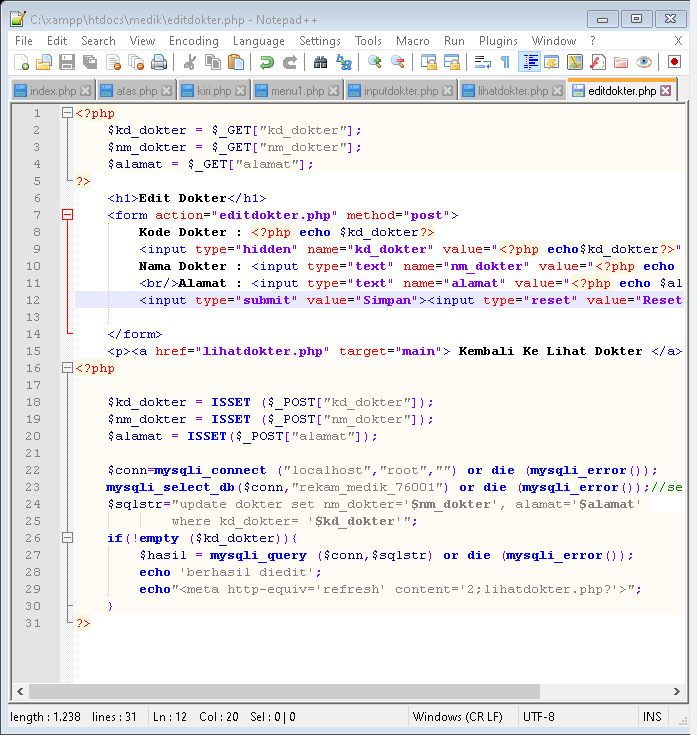 C:\xampp\htdocs\medik\editdokter.php - Notepad++
File Edit Search View Encoding Language Settings Tools Macro Run Plugins Window ? X
index.php atas.php kiri.php menu1.php inputdokter.php lihatdokter.php editdokter.php
1 <?php
2 $kd_dokter = $_GET["kd_dokter"];
3 $nm_dokter = $_GET["nm_dokter"];
4 $alamat = $_GET["alamat"];
5 ?>
6 <h1>Edit Dokter</h1>
7 <form action="editdokter.php" method="post">
8 Kode Dokter : <?php echo $kd_dokter?>
9 <input type="hidden" name="kd_dokter" value="<?php echo$kd_dokter?>"
10 Nama Dokter : <input type="text" name="nm_dokter" value="<?php echo
11 <br/>Alamat : <input type="text" name="alamat" value="<?php echo $al
12 <input type="submit" value="Simpan"><input type="reset" value="Reset
13
14 </form>
15 <p><a href="lihatdokter.php" target="main"> Kembali Ke Lihat Dokter </a>
16 <?php
17
18 $kd_dokter = ISSET ($_POST["kd_dokter"]);
19 $nm_dokter = ISSET ($_POST["nm_dokter"]);
20 $alamat = ISSET($_POST["alamat"]);
21
22 $conn=mysqli_connect ("localhost","root","") or die (mysqli_error());
23 mysqli_select_db($conn,"rekam_medik_76001") or die (mysqli_error());//se
24 $sqlstr="update dokter set nm_dokter='$nm_dokter', alamat='$alamat'
25 where kd_dokter= '$kd_dokter'";
26 if(!empty ($kd_dokter)){
27 $hasil = mysqli_query ($conn,$sqlstr) or die (mysqli_error());
28 echo 'berhasil diedit';
29 echo"<meta http-equiv='refresh' content='2;lihatdokter.php?'>";
30 }
31 ?>
length : 1.238 lines : 31 Ln : 12 Col : 20 Sel : 0 | 0 Windows (CR LF) UTF-8 INS